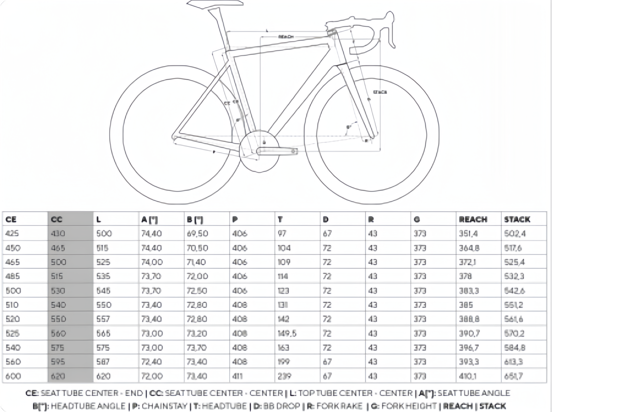 REACH
STACK
CE CC
B°
P
R
CE CC L A [°] B [°] P T D R G REACH STACK
425 430 500 74,40 69,50 406 97 67 43 373 351,4 502,4
450 465 515 74,40 70,50 406 104 72 43 373 364,8 517,6
465 500 525 74,00 71,40 406 109 72 43 373 372,1 525,4
485 515 535 73,70 72,00 406 114 72 43 373 378 532,3
500 530 545 73,70 72,50 406 123 72 43 373 383,3 542,6
510 540 550 73,40 72,80 408 131 72 43 373 385 551,2
520 550 557 73,40 72,80 408 142 72 43 373 388,8 561,6
525 560 565 73,00 73,20 408 149,5 72 43 373 390,7 570,2
540 575 575 73,00 73,70 408 163 72 43 373 396,7 584,8
560 595 587 72,40 73,40 408 199 67 43 373 393,3 613,3
600 620 620 72,00 73,40 411 239 67 43 373 410,1 651,7
CE: SEAT TUBE CENTER - END | CC: SEAT TUBE CENTER - CENTER | L: TOP TUBE CENTER - CENTER | A[°]: SEAT TUBE ANGLE
B[°]: HEADTUBE ANGLE | P: CHAINSTAY | T: HEADTUBE | D: BB DROP | R: FORK RAKE | G: FORK HEIGHT | REACH | STACK